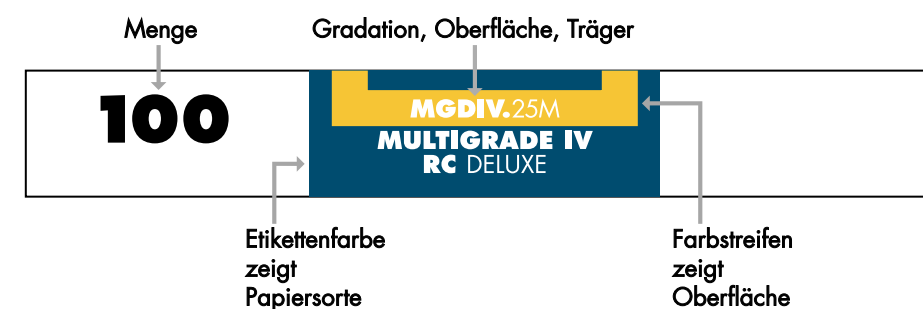 Menge
Gradation, Oberfläche, Träger
100
MGDIV.25M
MULTIGRADE IV
RC DELUXE
Etikettenfarbe
zeigt
Papiersorte
Farbstreifen
zeigt
Oberfläche